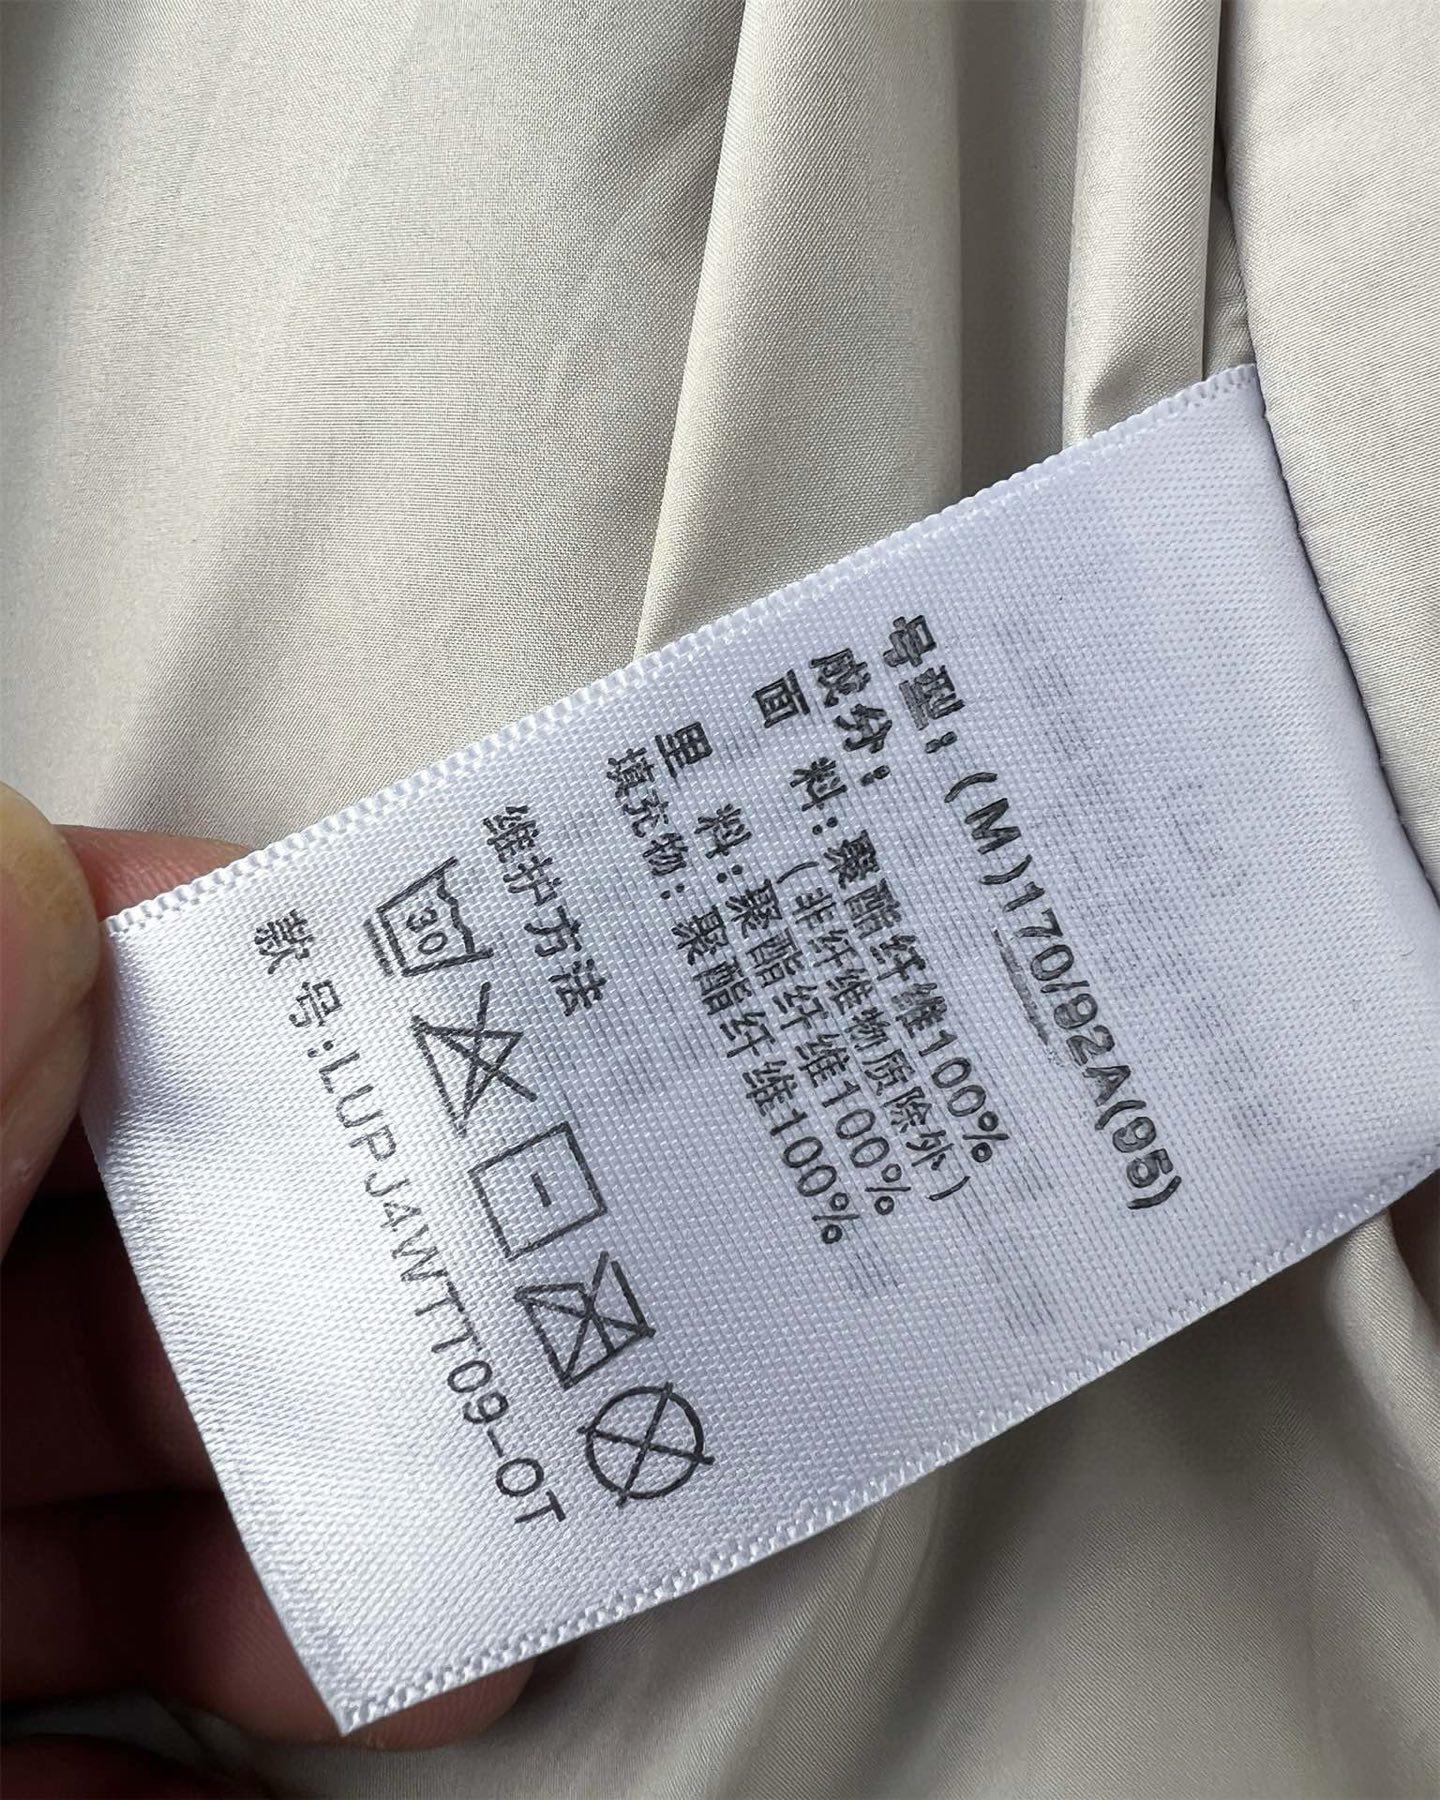 号型:(M)170/92A(95)
成分:
面 料:聚酯纤维100%
(非纤维物质除外)
里 料:聚酯纤维100%
填充物:聚酯纤维100%
维护方法
30
款号:LUPJ4WTT09-OT